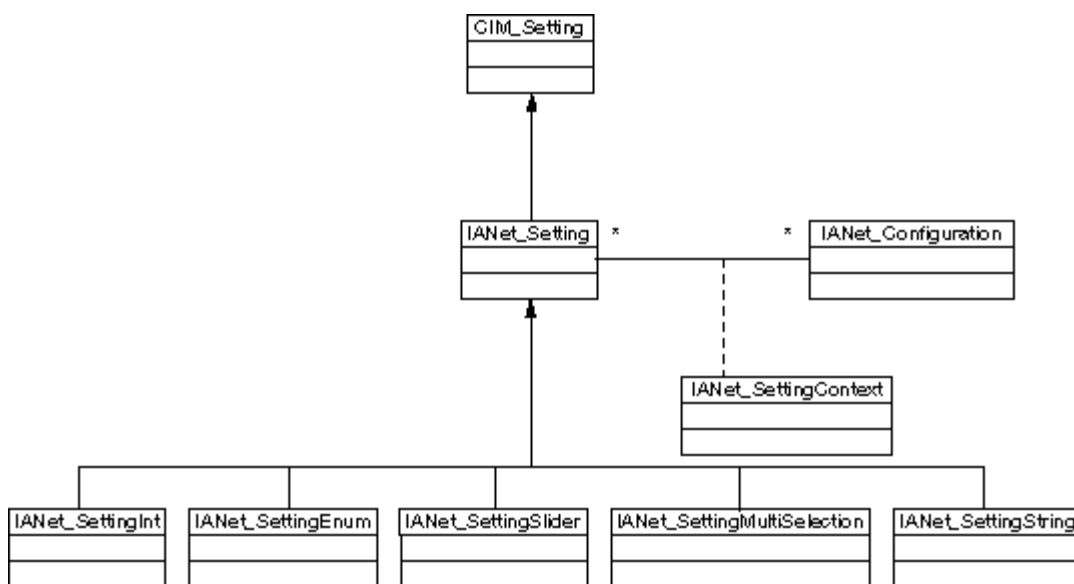 CIM_Setting
IANet_Setting * * IANet_Configuration
IANet_SettingContext
IANet_SettingInt IANet_SettingEnum IANet_SettingSlider IANet_SettingMultiSelection IANet_SettingString